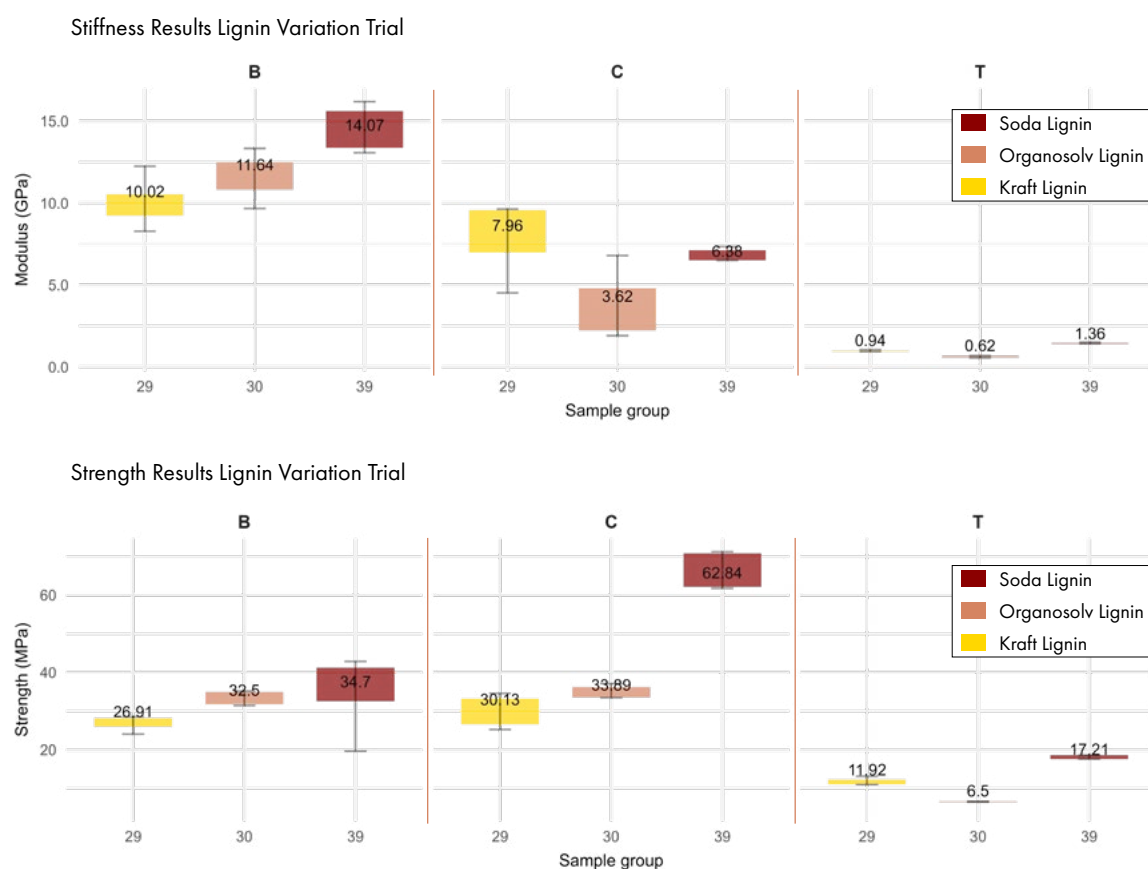 Stiffness Results Lignin Variation Trial
B C T
Modulus (GPa)
15.0
10.0
5.0
0.0
10.02
11.64
14.07
7.96
3.62
6.38
0.94
0.62
1.36
Soda Lignin
Organosolv Lignin
Kraft Lignin
29 30 39 29 30 39 29 30 39
Sample group
Strength Results Lignin Variation Trial
B C T
Strength (MPa)
60
40
20
26.91
32.5
34.7
30.13
33.89
62.84
11.92
6.5
17.21
Soda Lignin
Organosolv Lignin
Kraft Lignin
29 30 39 29 30 39 29 30 39
Sample group